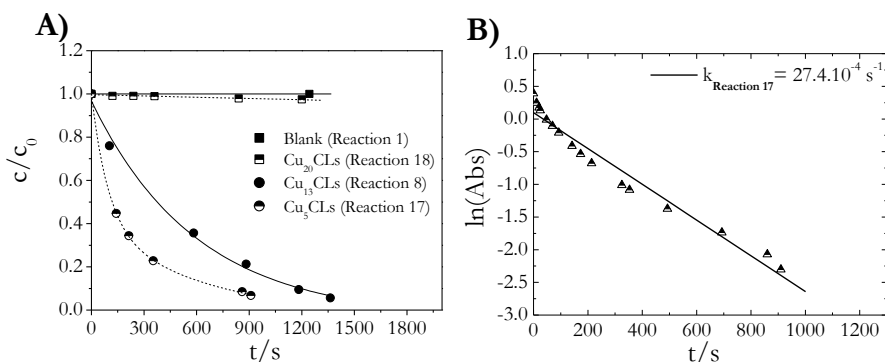 A)
1.2
1.0
0.8
0.6
0.4
0.2
0.0
c/c0
Blank (Reaction 1)
Cu20CLs (Reaction 18)
Cu13CLs (Reaction 8)
Cu5CLs (Reaction 17)
0 300 600 900 1200 1500 1800
t/s
B)
1.0
0.5
0.0
-0.5
-1.0
-1.5
-2.0
-2.5
-3.0
ln(Abs)
k Reaction 17 = 27.4.10-4 s-1
0 200 400 600 800 1000 1200
t/s